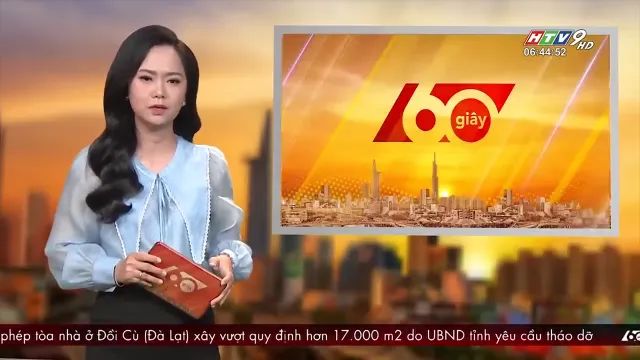 HTV9 HD
06:44:52
60 giây
phép tòa nhà ở Đồi Cù (Đà Lạt) xây vượt quy định hơn 17.000 m2 do UBND tỉnh yêu cầu tháo dỡ
60